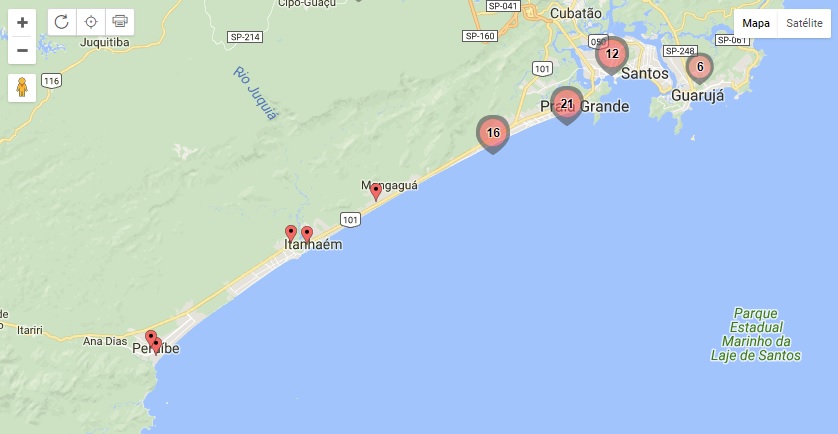 Cipó-Guaçu
SP-041
Cubatão
Mapa
Satélite
Juquitiba
SP-214
SP-160
050
SP-248
SP-061
12
Santos
6
116
Rio Juquiá
101
Guarujá
21
Praia Grande
16
Mongaguá
101
Itanhaém
Parque
Estadual
Marinho da
Laje de Santos
Itariri
Ana Dias
Peruíbe
de